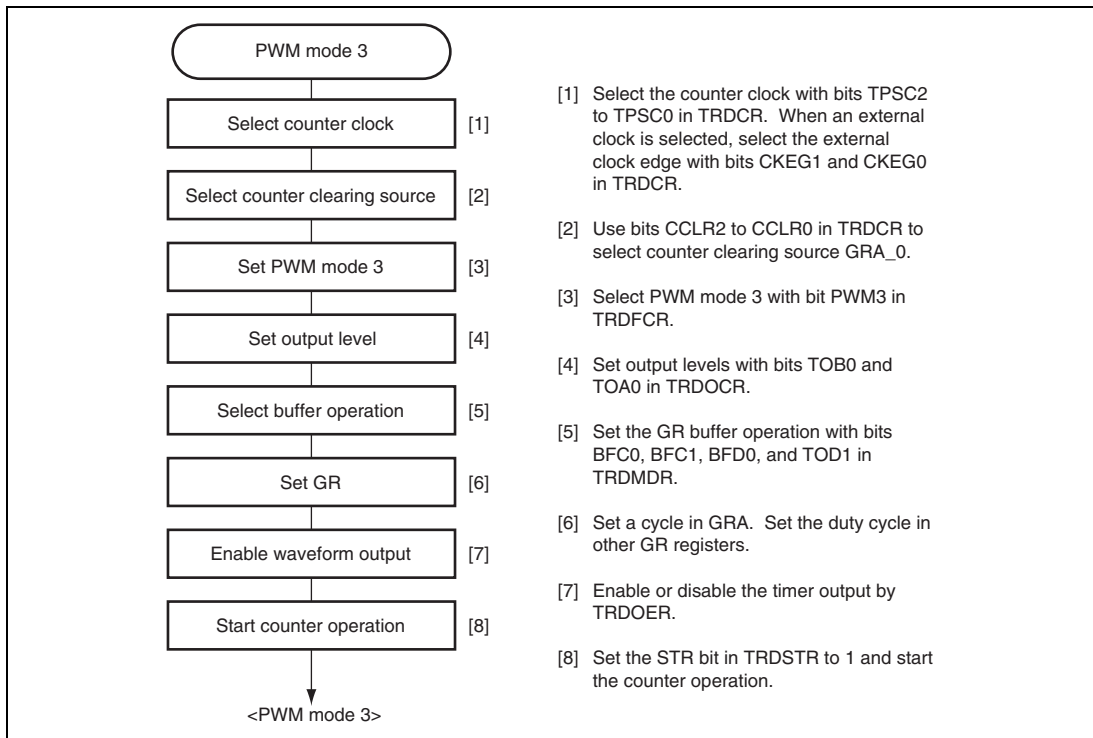 PWM mode 3
Select counter clock [1]
Select counter clearing source [2]
Set PWM mode 3 [3]
Set output level [4]
Select buffer operation [5]
Set GR [6]
Enable waveform output [7]
Start counter operation [8]
<PWM mode 3>
[1] Select the counter clock with bits TPSC2
to TPSC0 in TRDCR. When an external
clock is selected, select the external
clock edge with bits CKEG1 and CKEG0
in TRDCR.
[2] Use bits CCLR2 to CCLR0 in TRDCR to
select counter clearing source GRA_0.
[3] Select PWM mode 3 with bit PWM3 in
TRDFCR.
[4] Set output levels with bits TOB0 and
TOA0 in TRDOCR.
[5] Set the GR buffer operation with bits
BFC0, BFC1, BFD0, and TOD1 in
TRDMDR.
[6] Set a cycle in GRA. Set the duty cycle in
other GR registers.
[7] Enable or disable the timer output by
TRDOER.
[8] Set the STR bit in TRDSTR to 1 and start
the counter operation.